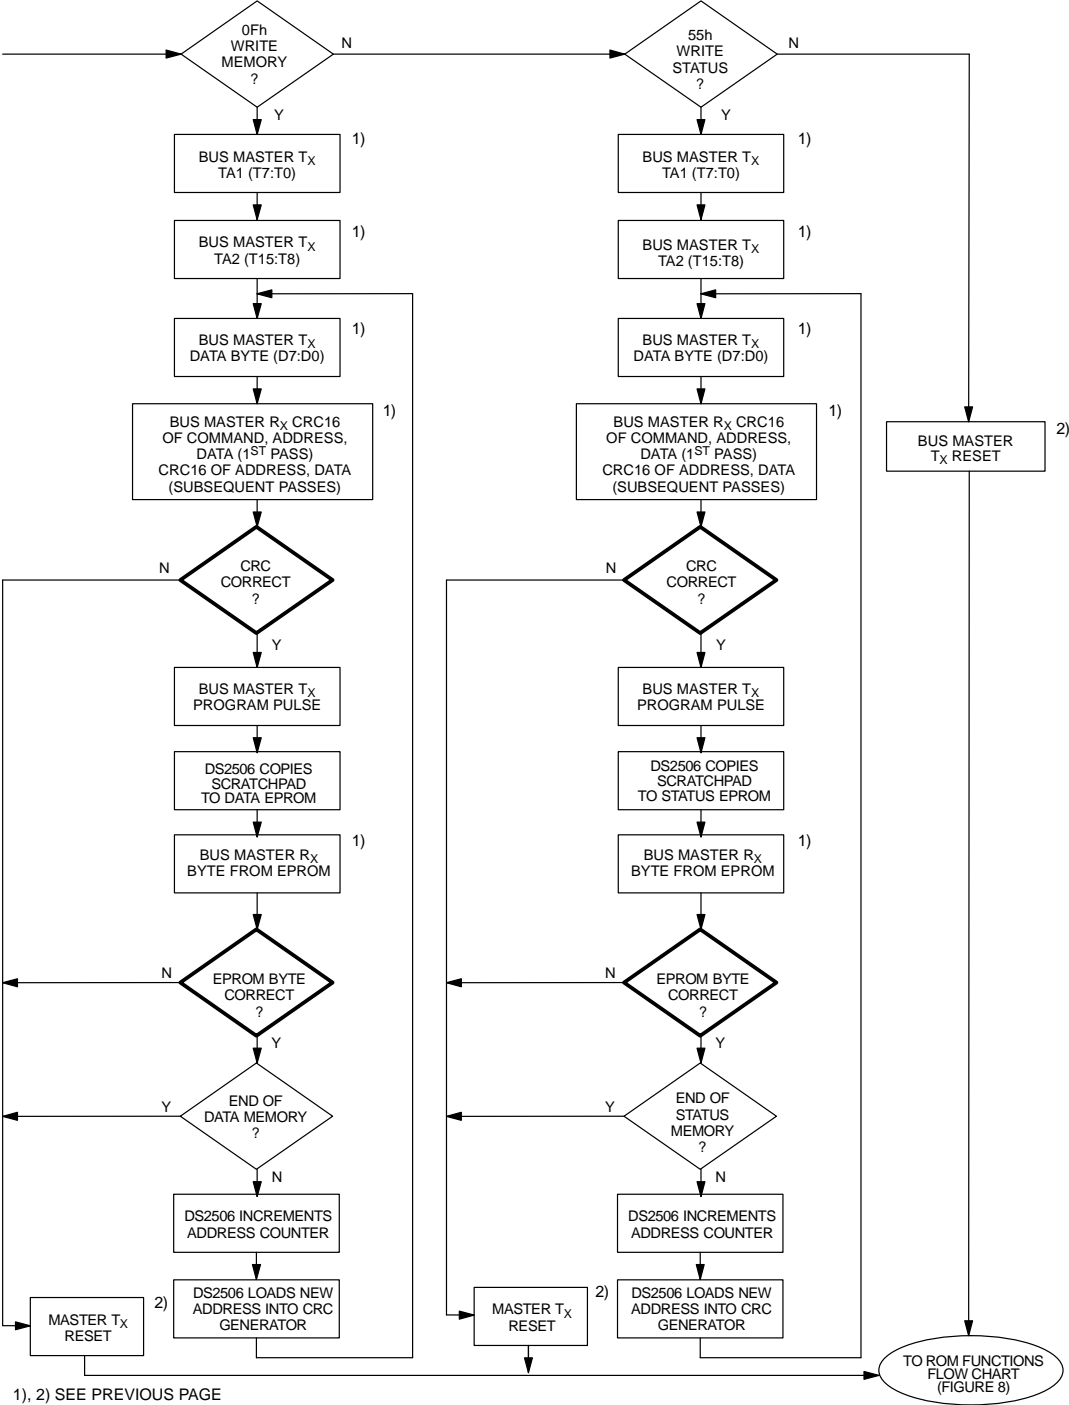 0Fh
WRITE
MEMORY
?
N
Y
BUS MASTER TX
TA1 (T7:T0)
1)
BUS MASTER TX
TA2 (T15:T8)
1)
BUS MASTER TX
DATA BYTE (D7:D0)
1)
BUS MASTER RX CRC16
OF COMMAND, ADDRESS,
DATA (1ST PASS)
CRC16 OF ADDRESS, DATA
(SUBSEQUENT PASSES)
1)
CRC
CORRECT
?
N
Y
BUS MASTER TX
PROGRAM PULSE
DS2506 COPIES
SCRATCHPAD
TO DATA EPROM
BUS MASTER RX
BYTE FROM EPROM
1)
EPROM BYTE
CORRECT
?
N
Y
END OF
DATA MEMORY
?
Y
N
DS2506 INCREMENTS
ADDRESS COUNTER
DS2506 LOADS NEW
ADDRESS INTO CRC
GENERATOR
MASTER TX
RESET
2)
55h
WRITE
STATUS
?
N
Y
BUS MASTER TX
TA1 (T7:T0)
1)
BUS MASTER TX
TA2 (T15:T8)
1)
BUS MASTER TX
DATA BYTE (D7:D0)
1)
BUS MASTER RX CRC16
OF COMMAND, ADDRESS,
DATA (1ST PASS)
CRC16 OF ADDRESS, DATA
(SUBSEQUENT PASSES)
1)
CRC
CORRECT
?
N
Y
BUS MASTER TX
PROGRAM PULSE
DS2506 COPIES
SCRATCHPAD
TO STATUS EPROM
BUS MASTER RX
BYTE FROM EPROM
1)
EPROM BYTE
CORRECT
?
N
Y
END OF
STATUS
MEMORY
?
Y
N
DS2506 INCREMENTS
ADDRESS COUNTER
DS2506 LOADS NEW
ADDRESS INTO CRC
GENERATOR
MASTER TX
RESET
2)
BUS MASTER
TX RESET
2)
TO ROM FUNCTIONS
FLOW CHART
(FIGURE 8)
1), 2) SEE PREVIOUS PAGE